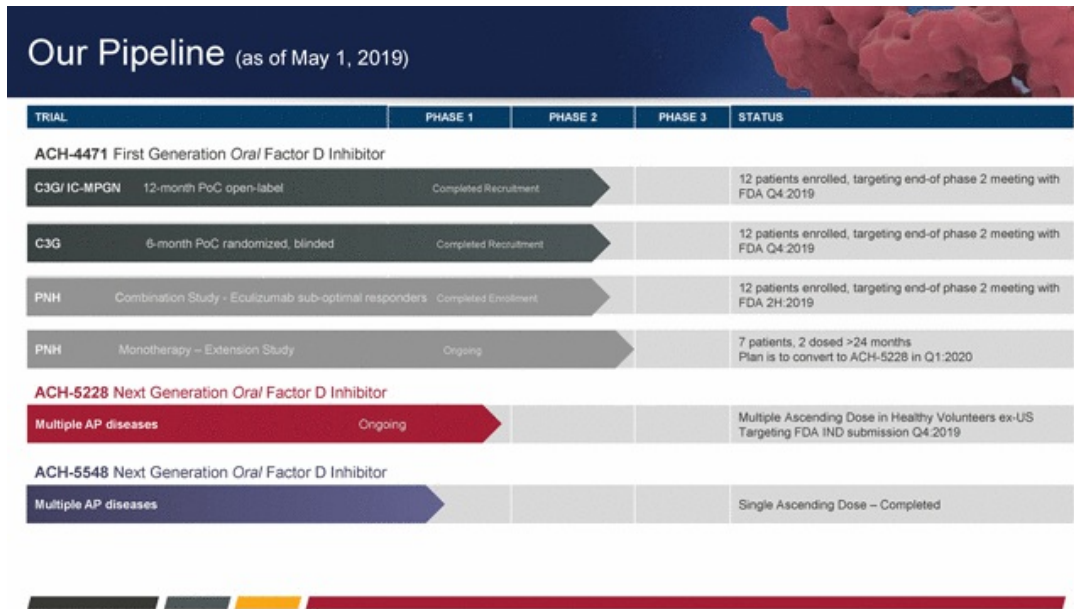 Our Pipeline (as of May 1, 2019)
TRIAL PHASE 1 PHASE 2 PHASE 3 STATUS
ACH-4471 First Generation Oral Factor D Inhibitor
C3G/ IC-MPGN 12-month PoC open-label Completed Recruitment 12 patients enrolled, targeting end-of phase 2 meeting with
FDA Q4:2019
C3G 6-month PoC randomized, blinded Completed Recruitment 12 patients enrolled, targeting end-of phase 2 meeting with
FDA Q4:2019
PNH Combination Study - Eculizumab sub-optimal responders Completed Enrollment 12 patients enrolled, targeting end-of phase 2 meeting with
FDA 2H:2019
PNH Monotherapy – Extension Study Ongoing 7 patients, 2 dosed >24 months
Plan is to convert to ACH-5228 in Q1:2020
ACH-5228 Next Generation Oral Factor D Inhibitor
Multiple AP diseases Ongoing Multiple Ascending Dose in Healthy Volunteers ex-US
Targeting FDA IND submission Q4:2019
ACH-5548 Next Generation Oral Factor D Inhibitor
Multiple AP diseases Single Ascending Dose – Completed